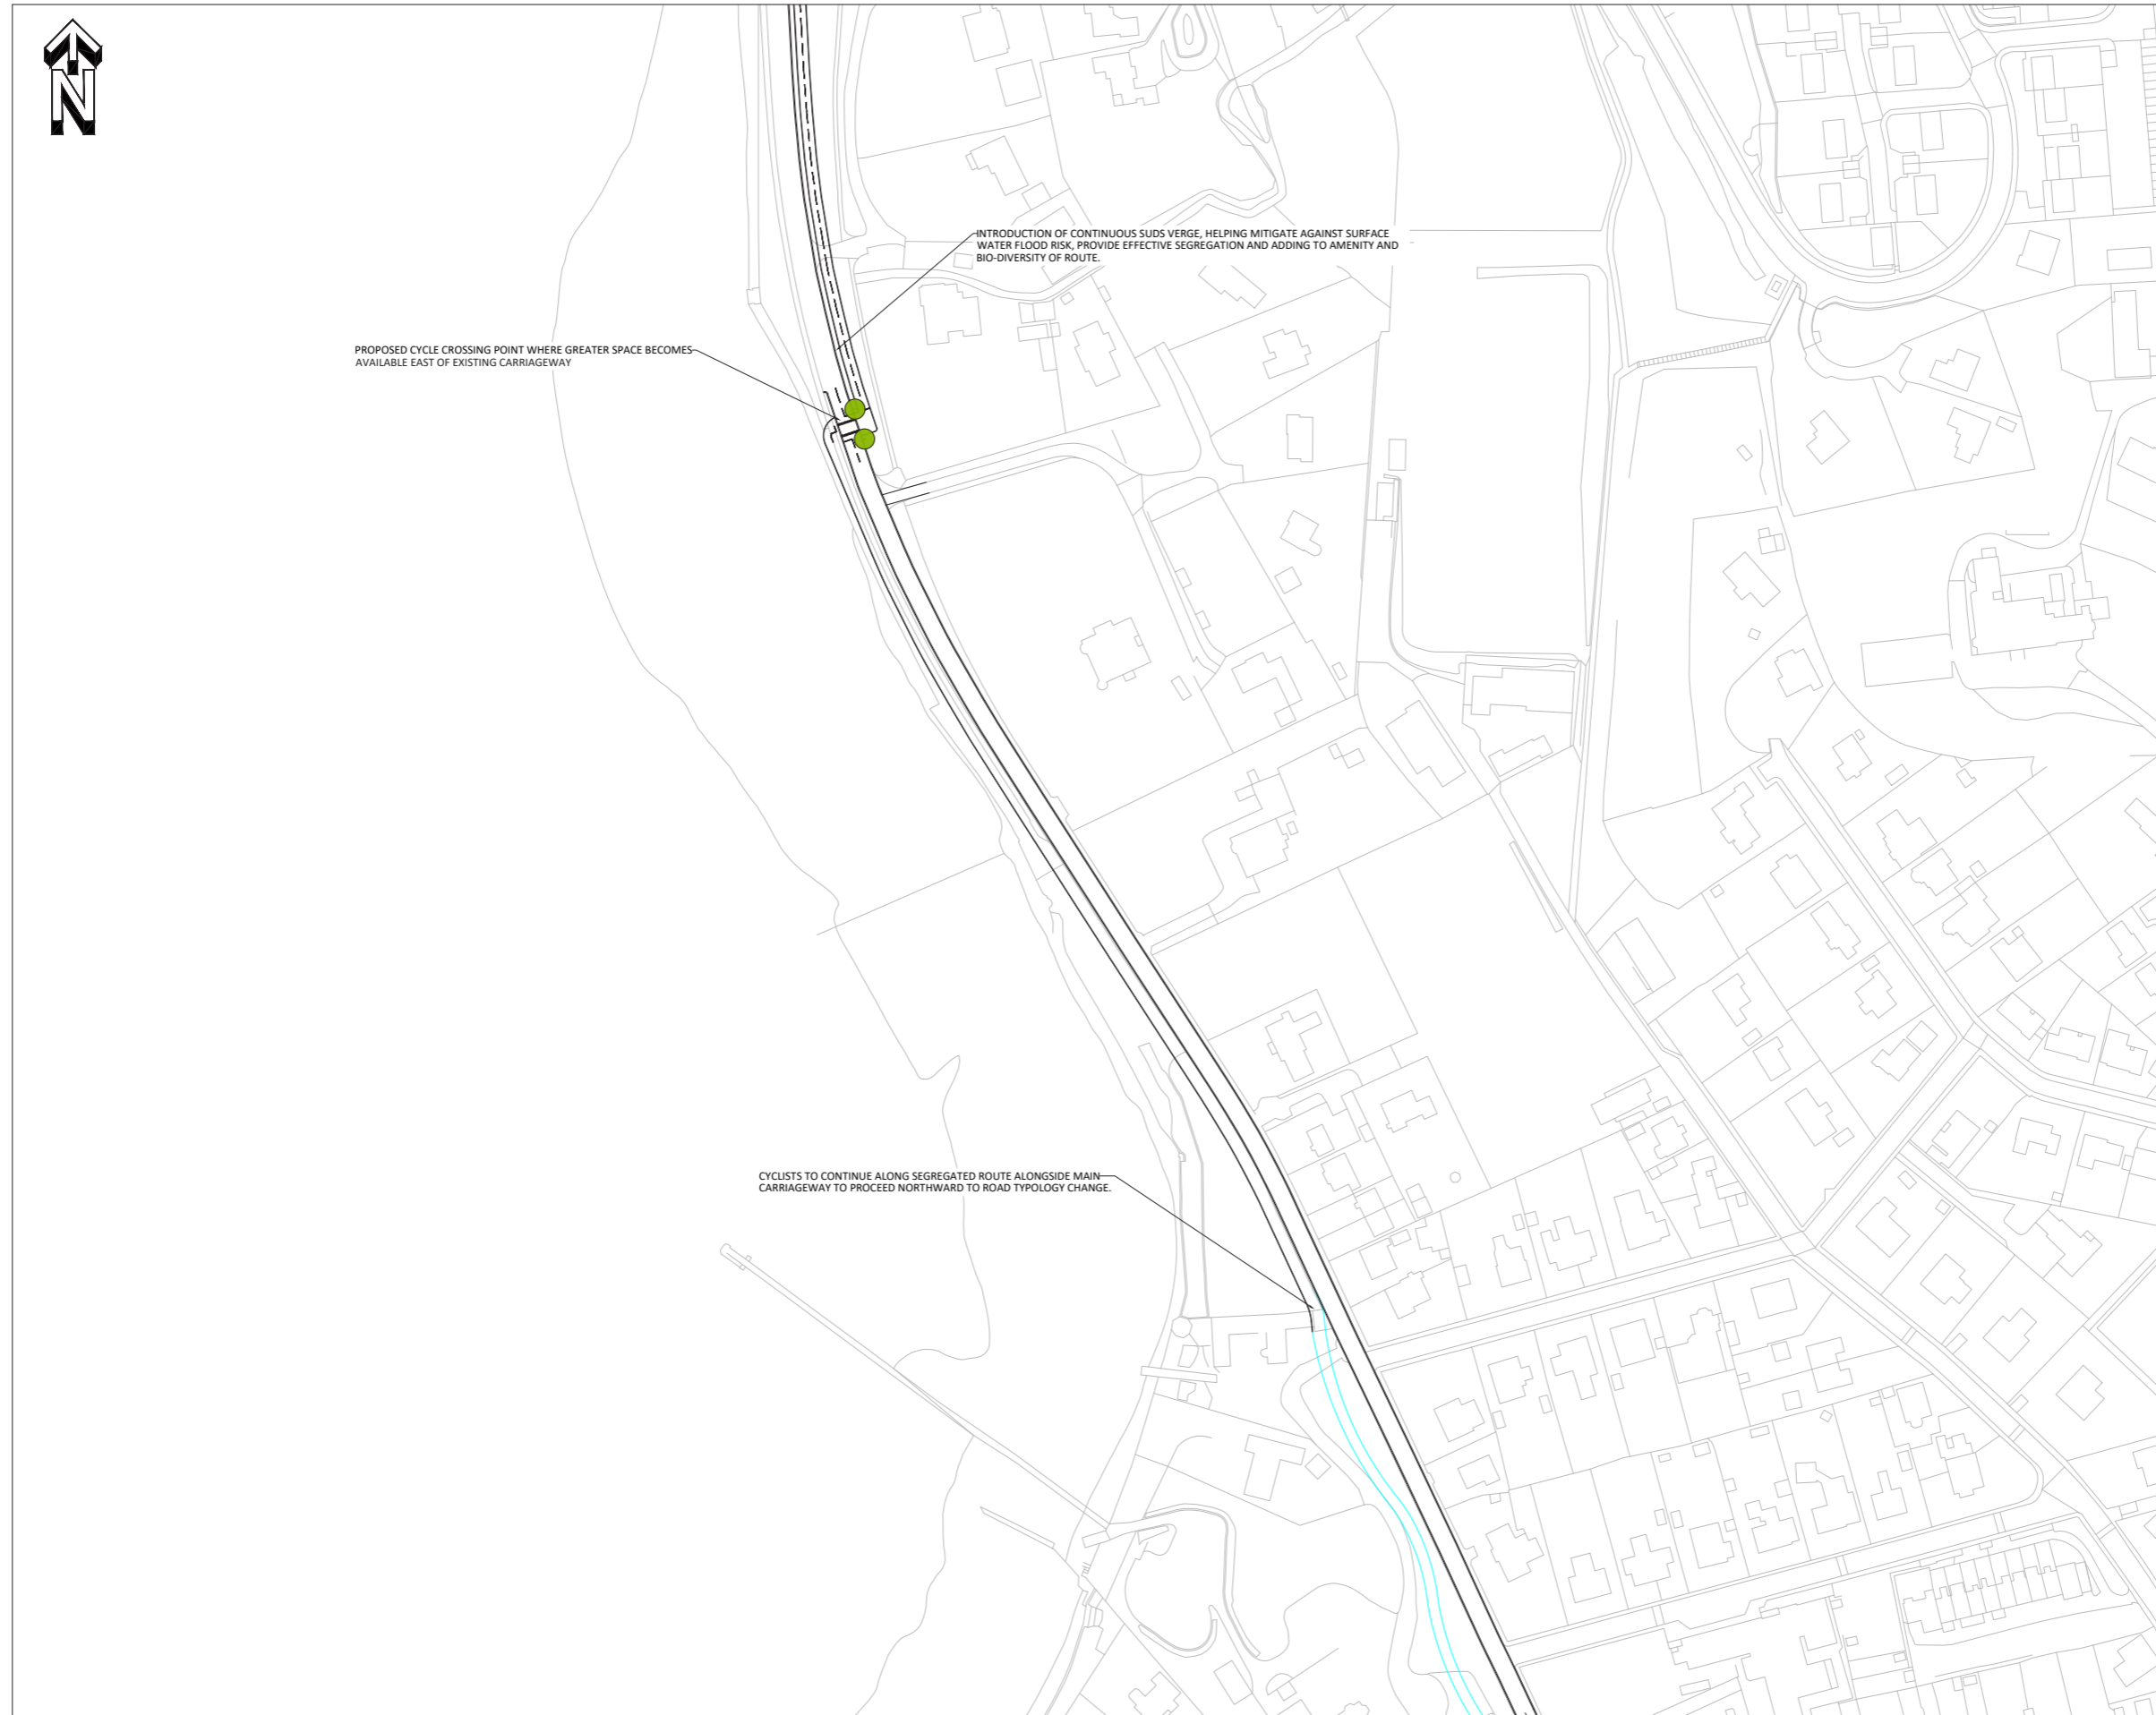 N
INTRODUCTION OF CONTINUOUS SUDS VERGE, HELPING MITIGATE AGAINST SURFACE
WATER FLOOD RISK, PROVIDE EFFECTIVE SEGREGATION AND ADDING TO AMENITY AND
BIO-DIVERSITY OF ROUTE.
PROPOSED CYCLE CROSSING POINT WHERE GREATER SPACE BECOMES
AVAILABLE EAST OF EXISTING CARRIAGEWAY
CYCLISTS TO CONTINUE ALONG SEGREGATED ROUTE ALONGSIDE MAIN
CARRIAGEWAY TO PROCEED NORTHWARD TO ROAD TYPOLOGY CHANGE.